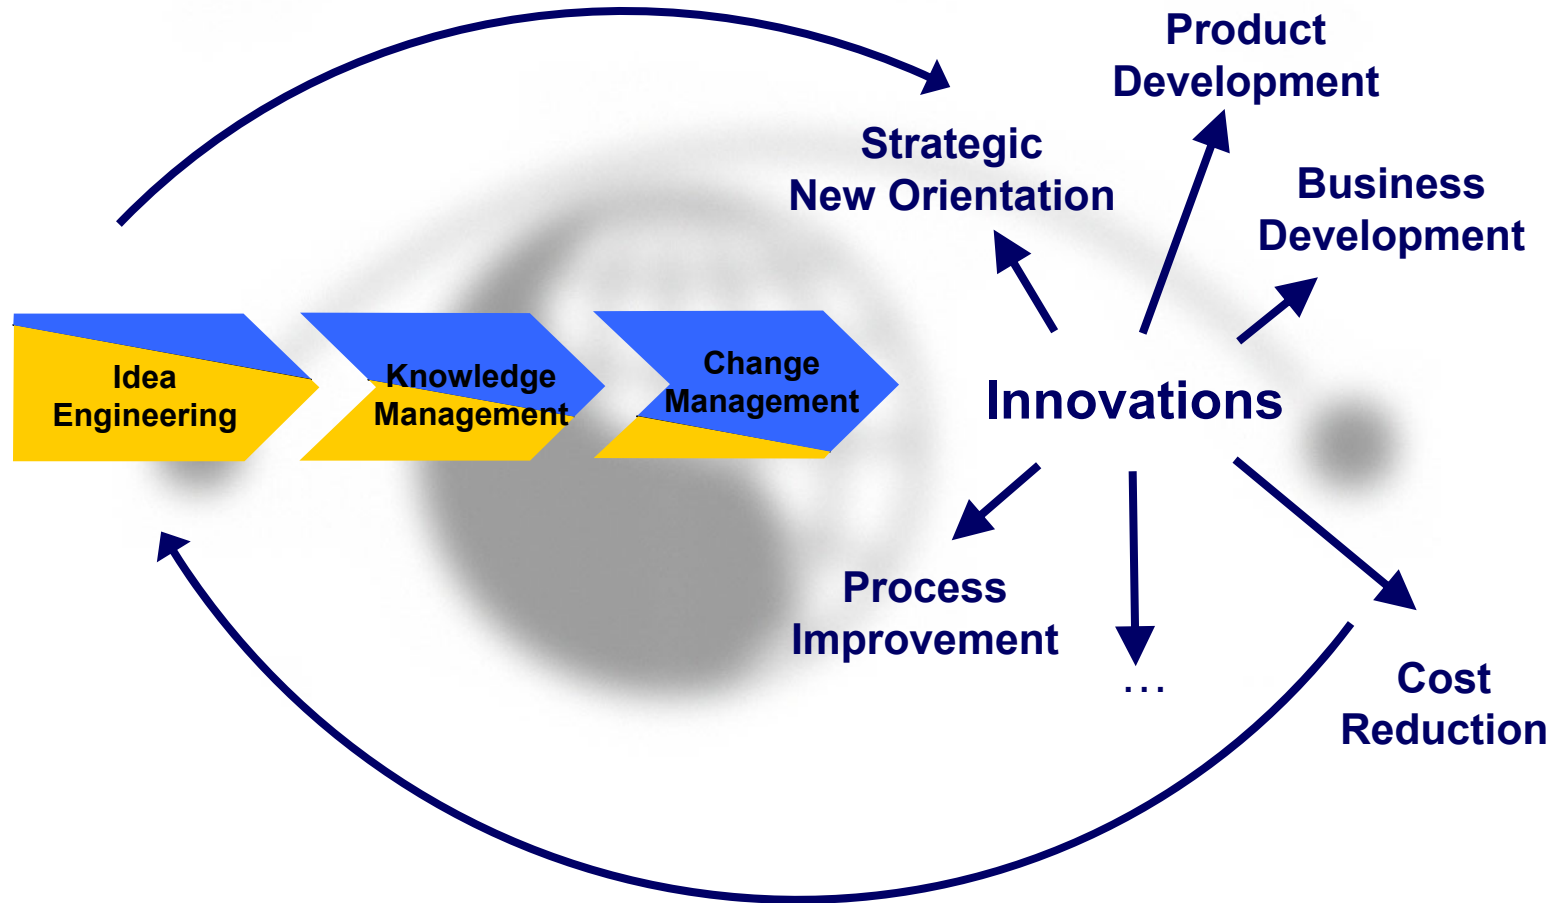 Product
Development
Strategic
New Orientation
Business
Development
Idea
Engineering
Knowledge
Management
Change
Management
Innovations
Process
Improvement
...
Cost
Reduction